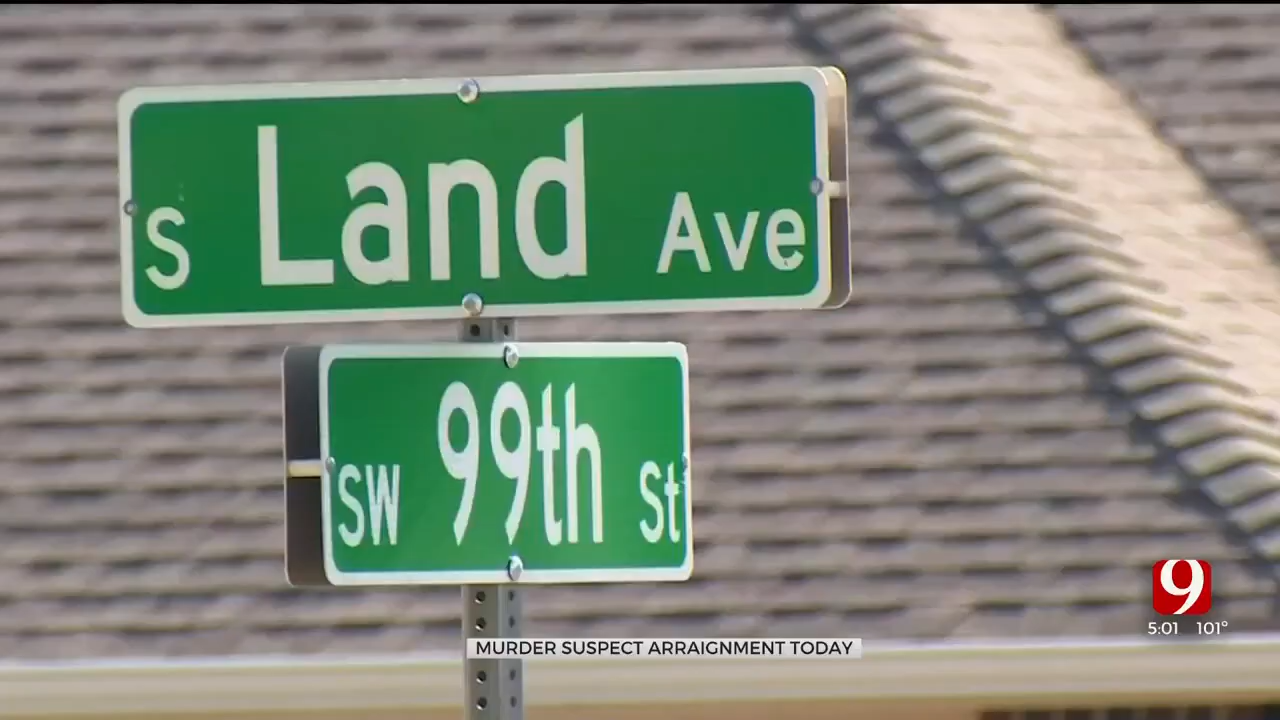 S Land Ave
SW 99th St
9
5:01 101°
MURDER SUSPECT ARRAIGNMENT TODAY